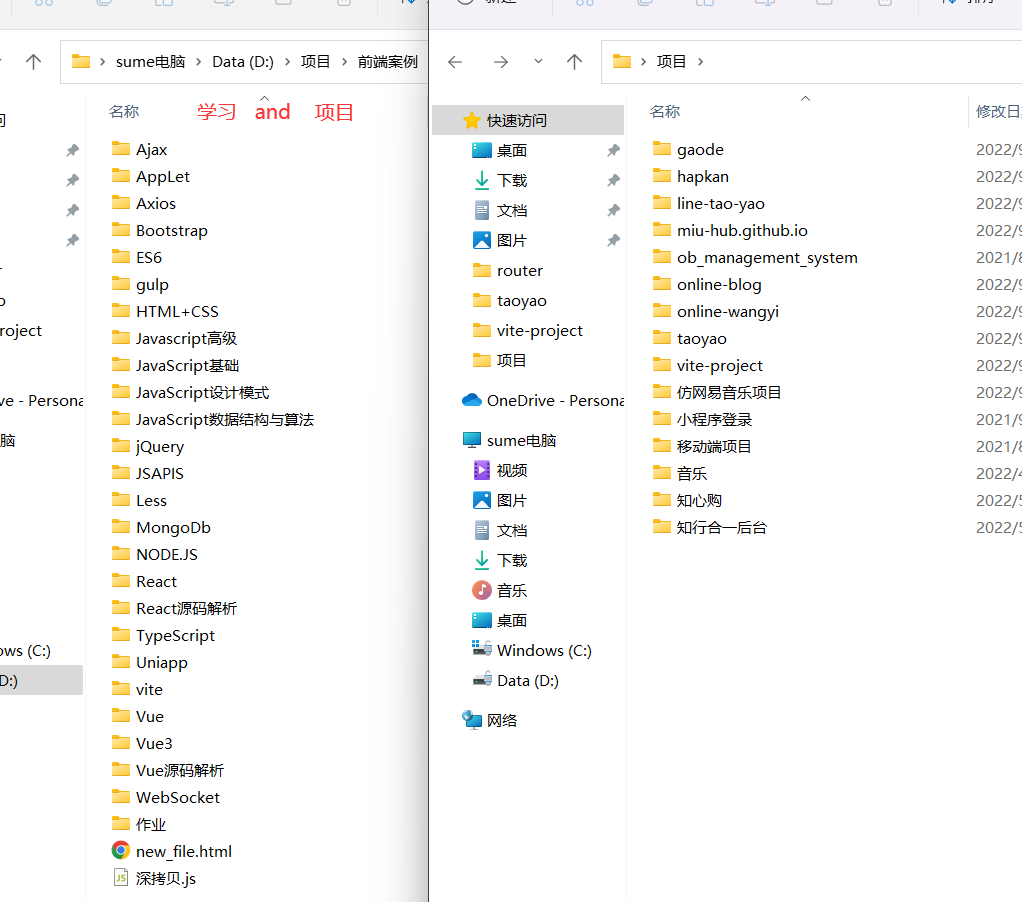 sume电脑 › Data (D:) › 项目 › 前端案例
名称
学习 and 项目
Ajax
AppLet
Axios
Bootstrap
ES6
gulp
HTML+CSS
Javascript高级
JavaScript基础
JavaScript设计模式
JavaScript数据结构与算法
jQuery
JSAPIS
Less
MongoDb
NODE.JS
React
React源码解析
TypeScript
Uniapp
vite
Vue
Vue3
Vue源码解析
WebSocket
作业
new_file.html
深拷贝.js
roject
ve - Persona
脑
ows (C:)
D:)
项目 ›
快速访问
桌面
下载
文档
图片
router
taoyao
vite-project
项目
OneDrive - Persona
sume电脑
视频
图片
文档
下载
音乐
桌面
Windows (C:)
Data (D:)
网络
名称 修改日
gaode 2022/9
hapkan 2022/9
line-tao-yao 2022/9
miu-hub.github.io 2022/9
ob_management_system 2021/8
online-blog 2022/9
online-wangyi 2022/9
taoyao 2022/9
vite-project 2022/9
仿网易音乐项目 2022/9
小程序登录 2021/9
移动端项目 2021/8
音乐 2022/4
知心购 2022/5
知行合一后台 2022/5